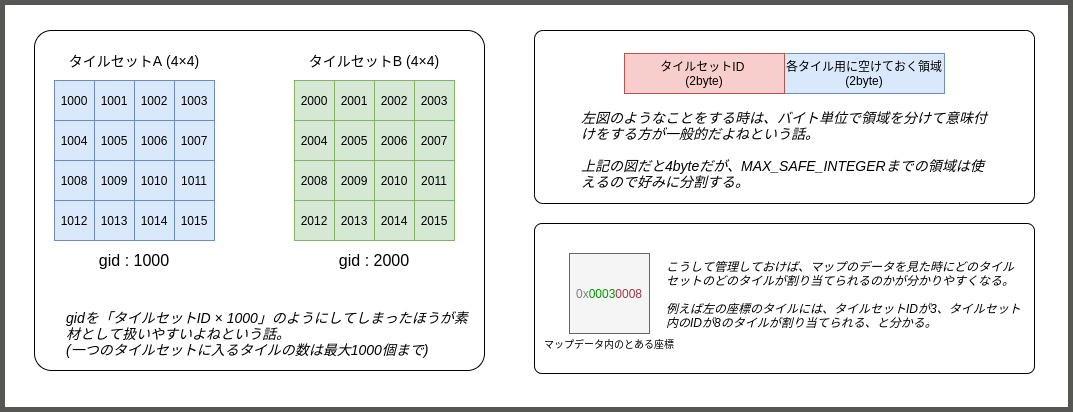 タイルセットA (4×4)
1000 1001 1002 1003
1004 1005 1006 1007
1008 1009 1010 1011
1012 1013 1014 1015
gid : 1000
タイルセットB (4×4)
2000 2001 2002 2003
2004 2005 2006 2007
2008 2009 2010 2011
2012 2013 2014 2015
gid : 2000
gidを「タイルセットID × 1000」のようにしてしまったほうが素
材として扱いやすいよねという話。
(一つのタイルセットに入るタイルの数は最大1000個まで)
タイルセットID
(2byte)
各タイル用に空けておく領域
(2byte)
左図のようなことをする時は、バイト単位で領域を分けて意味付
けをする方が一般的だよねという話。
上記の図だと4byteだが、MAX_SAFE_INTEGERまでの領域は使
えるので好みに分割する。
0x00030008
マップデータ内のとある座標
こうして管理しておけば、マップのデータを見た時にどのタイル
セットのどのタイルが割り当てられるのかが分かりやすくなる。
例えば左の座標のタイルには、タイルセットIDが3、タイルセット
内のIDが8のタイルが割り当てられる、と分かる。